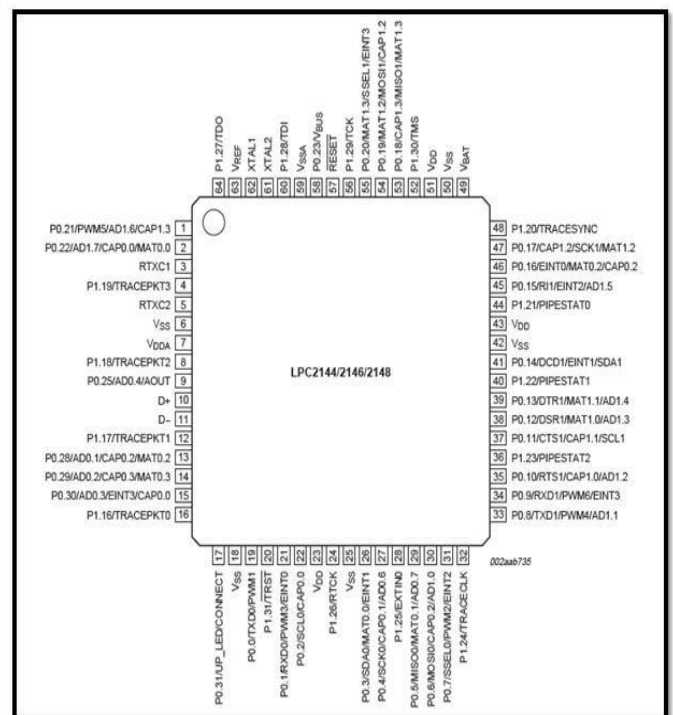 64 P1.27/TDO
63 VREF
62 XTAL1
61 XTAL2
60 P1.28/TDI
59 VSSA
58 P0.23/VBUS
57 RESET
56 P1.29/TCK
55 P0.20/MAT1.3/SSEL1/EINT3
54 P0.19/MAT1.2/MOSI1/CAP1.2
53 P0.18/CAP1.3/MISO1/MAT1.3
52 P1.30/TMS
51 VDD
50 VSS
49 VBAT
P0.21/PWM5/AD1.6/CAP1.3 1
P0.22/AD1.7/CAP0.0/MAT0.0 2
RTXC1 3
P1.19/TRACEPKT3 4
RTXC2 5
VSS 6
VDDA 7
P1.18/TRACEPKT2 8
P0.25/AD0.4/AOUT 9
D+ 10
D− 11
P1.17/TRACEPKT1 12
P0.28/AD0.1/CAP0.2/MAT0.2 13
P0.29/AD0.2/CAP0.3/MAT0.3 14
P0.30/AD0.3/EINT3/CAP0.0 15
P1.16/TRACEPKT0 16
LPC2144/2146/2148
48 P1.20/TRACESYNC
47 P0.17/CAP1.2/SCK1/MAT1.2
46 P0.16/EINT0/MAT0.2/CAP0.2
45 P0.15/RI1/EINT2/AD1.5
44 P1.21/PIPESTAT0
43 VDD
42 VSS
41 P0.14/DCD1/EINT1/SDA1
40 P1.22/PIPESTAT1
39 P0.13/DTR1/MAT1.1/AD1.4
38 P0.12/DSR1/MAT1.0/AD1.3
37 P0.11/CTS1/CAP1.1/SCL1
36 P1.23/PIPESTAT2
35 P0.10/RTS1/CAP1.0/AD1.2
34 P0.9/RXD1/PWM6/EINT3
33 P0.8/TXD1/PWM4/AD1.1
P0.31/UP_LED/CONNECT 17
VSS 18
P0.0/TXD0/PWM1 19
P1.31/TRST 20
P0.1/RXD0/PWM3/EINT0 21
P0.2/SCL0/CAP0.0 22
VDD 23
P1.26/RTCK 24
VSS 25
P0.3/SDA0/MAT0.0/EINT1 26
P0.4/SCK0/CAP0.1/AD0.6 27
P1.25/EXTIN0 28
P0.5/MISO0/MAT0.1/AD0.7 29
P0.6/MOSI0/CAP0.2/AD1.0 30
P0.7/SSEL0/PWM2/EINT2 31
P1.24/TRACECLK 32
002aab735